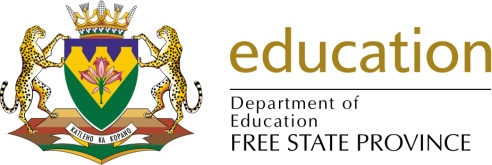 education
Department of
Education
FREE STATE PROVINCE
KATLEHO KA KOPANO